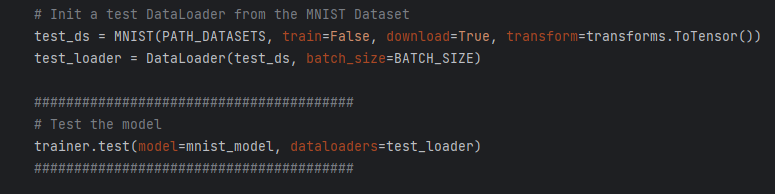 # Init a test DataLoader from the MNIST Dataset
test_ds = MNIST(PATH_DATASETS, train=False, download=True, transform=transforms.ToTensor())
test_loader = DataLoader(test_ds, batch_size=BATCH_SIZE)
########################################
# Test the model
trainer.test(model=mnist_model, dataloaders=test_loader)
########################################